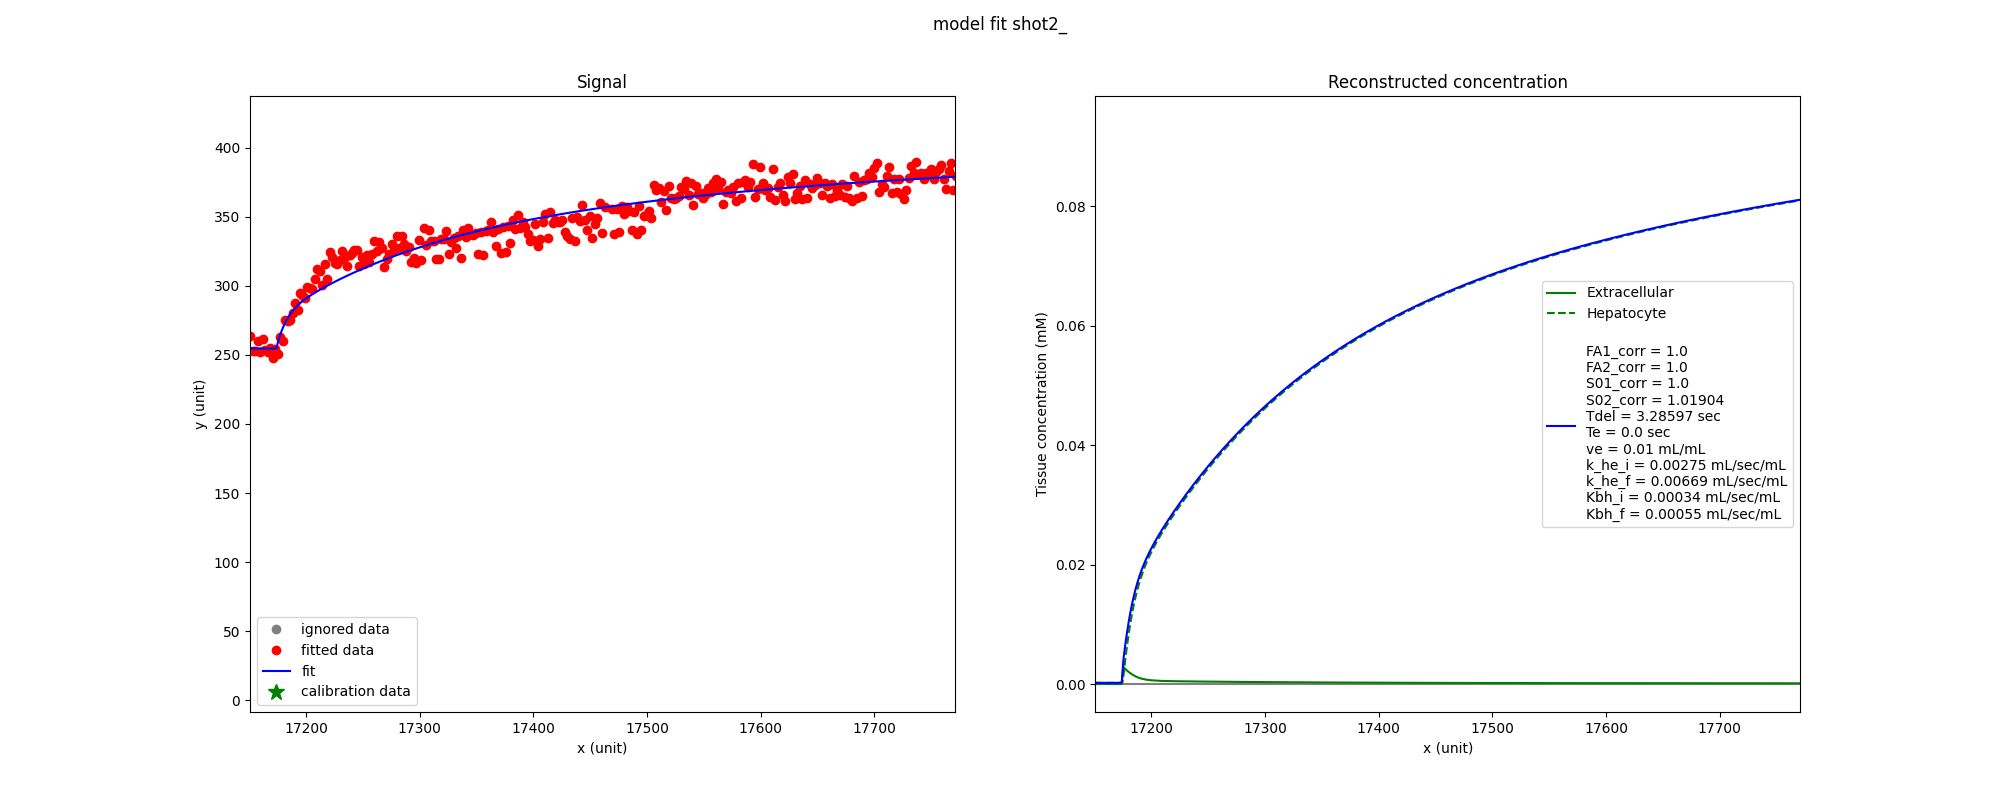 model fit shot2_
Signal
y (unit)
400
350
300
250
200
150
100
50
0
ignored data
fitted data
fit
calibration data
17200 17300 17400 17500 17600 17700
x (unit)
Reconstructed concentration
Tissue concentration (mM)
0.08
0.06
0.04
0.02
0.00
Extracellular
Hepatocyte
FA1_corr = 1.0
FA2_corr = 1.0
S01_corr = 1.0
S02_corr = 1.01904
Tdel = 3.28597 sec
Te = 0.0 sec
ve = 0.01 mL/mL
k_he_i = 0.00275 mL/sec/mL
k_he_f = 0.00669 mL/sec/mL
Kbh_i = 0.00034 mL/sec/mL
Kbh_f = 0.00055 mL/sec/mL
17200 17300 17400 17500 17600 17700
x (unit)